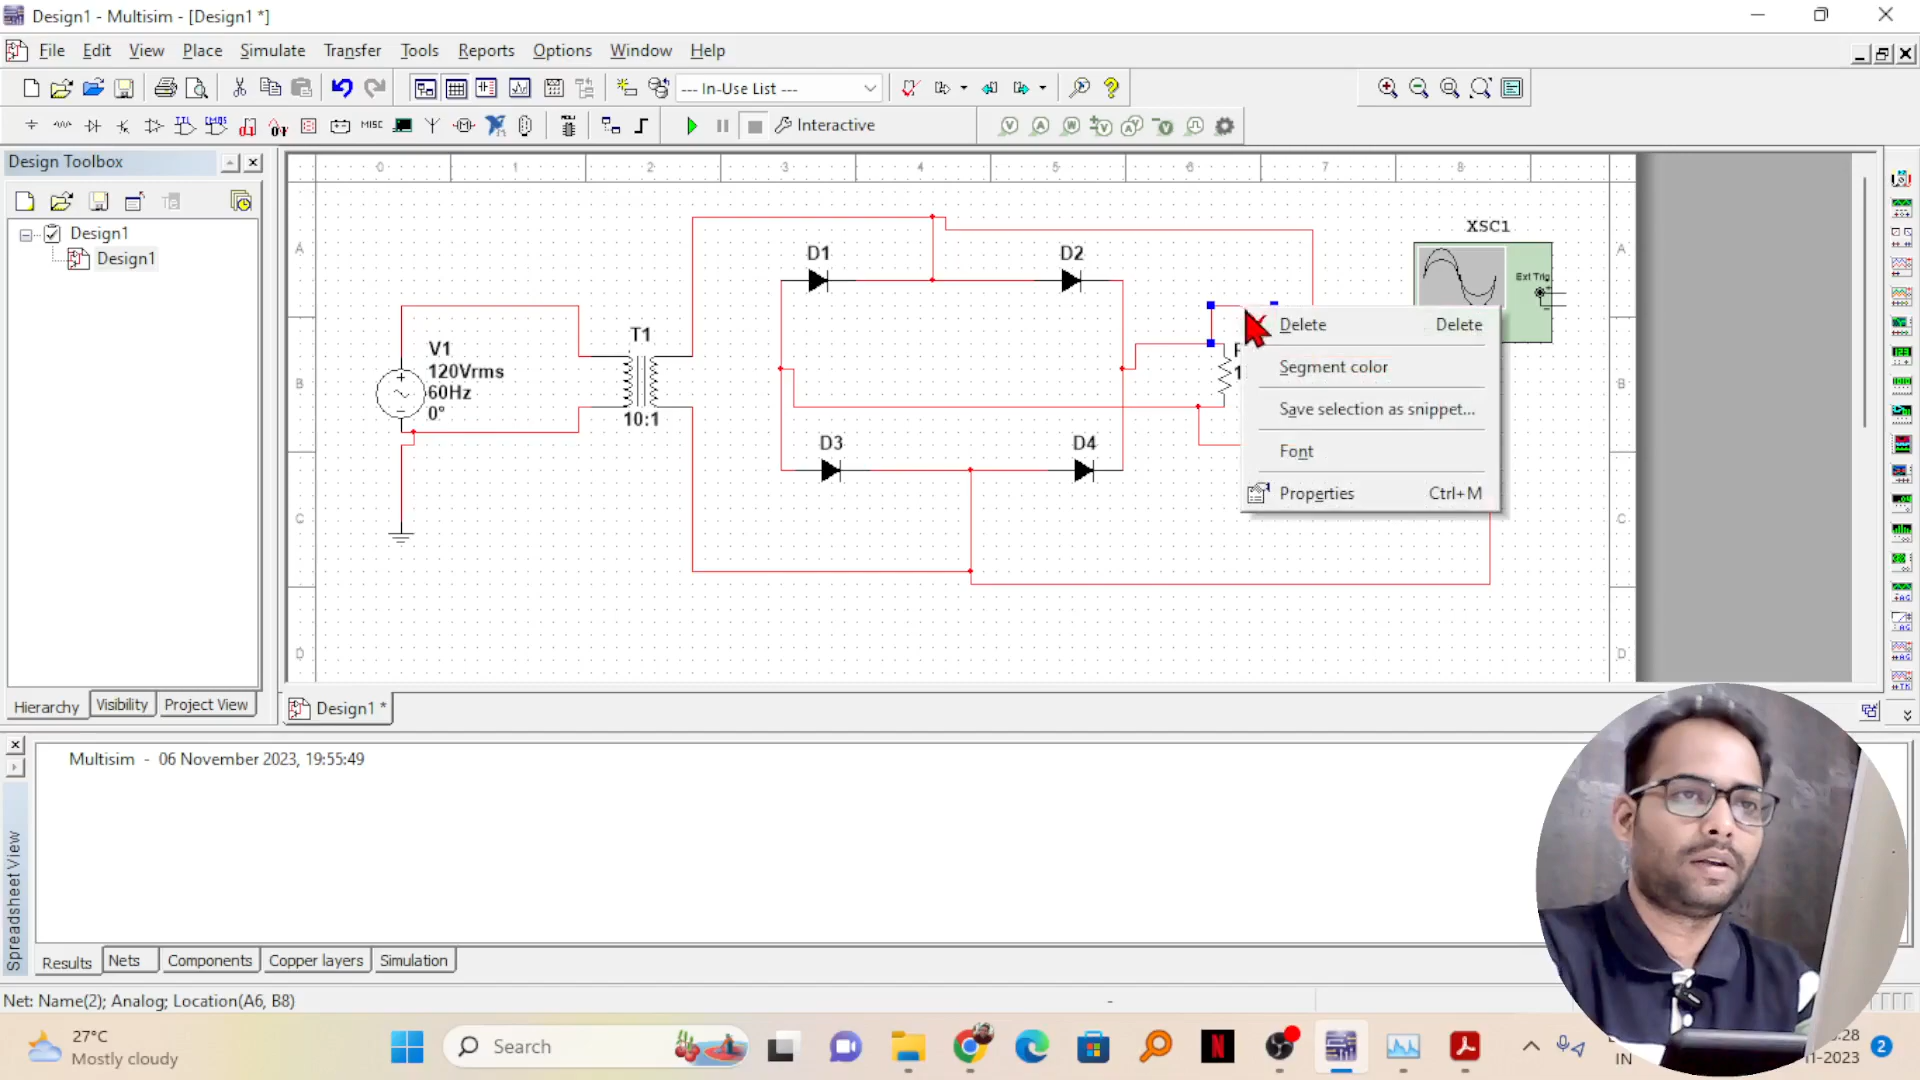 Design1 - Multisim - [Design1 *]
File Edit View Place Simulate Transfer Tools Reports Options Window Help
--- In-Use List ---
MISC Interactive
Design Toolbox
Design1
Design1
Hierarchy Visibility Project View
0 1 2 3 4 5 6 7 8
A B C D
A B C D
V1
120Vrms
60Hz
0°
T1
10:1
D1
D2
D3
D4
XSC1
Ext Trig
Delete Delete
Segment color
Save selection as snippet...
Font
Properties Ctrl+M
Design1 *
Multisim - 06 November 2023, 19:55:49
Spreadsheet View
Results Nets Components Copper layers Simulation
Net: Name(2); Analog; Location(A6, B8)
27°C
Mostly cloudy
Search
IN
2